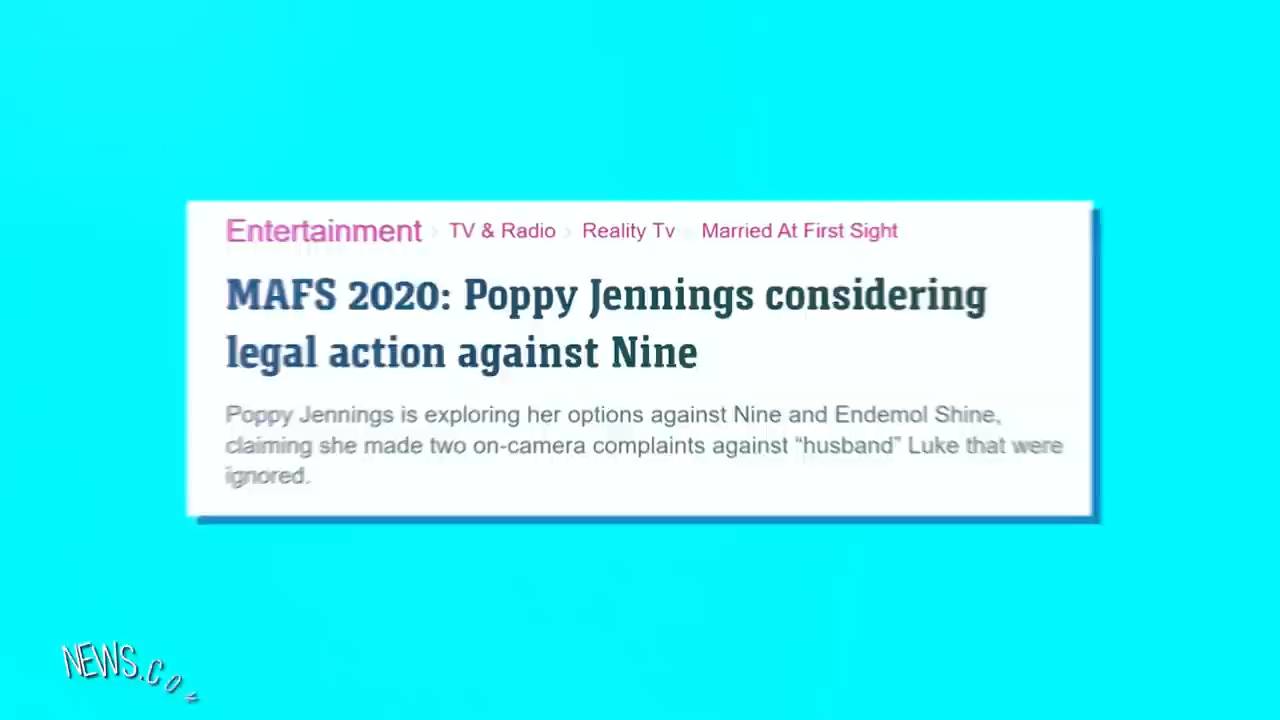 Entertainment › TV & Radio › Reality Tv › Married At First Sight
MAFS 2020: Poppy Jennings considering
legal action against Nine
Poppy Jennings is exploring her options against Nine and Endemol Shine,
claiming she made two on-camera complaints against “husband” Luke that were
ignored.
NEWS.CO